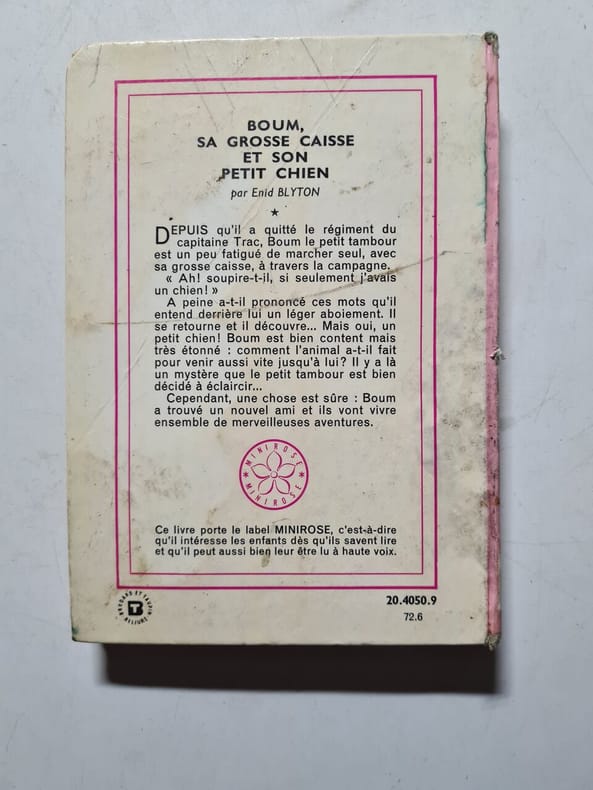 BOUM,
SA GROSSE CAISSE
ET SON
PETIT CHIEN
par Enid BLYTON
★
DEPUIS qu'il a quitté le régiment du
capitaine Trac, Boum le petit tambour
est un peu fatigué de marcher seul, avec
sa grosse caisse, à travers la campagne.
« Ah! soupire-t-il, si seulement j'avais
un chien! »
A peine a-t-il prononcé ces mots qu'il
entend derrière lui un léger aboiement. Il
se retourne et il découvre... Mais oui, un
petit chien! Boum est bien content mais
très étonné : comment l'animal a-t-il fait
pour venir aussi vite jusqu'à lui? Il y a là
un mystère que le petit tambour est bien
décidé à éclaircir...
Cependant, une chose est sûre : Boum
a trouvé un nouvel ami et ils vont vivre
ensemble de merveilleuses aventures.
MINIROSE
MINIROSE
Ce livre porte le label MINIROSE, c'est-à-dire
qu'il intéresse les enfants dès qu'ils savent lire
et qu'il peut aussi bien leur être lu à haute voix.
BRODARD ET TAUPIN
RELIURE
20.4050.9
72.6